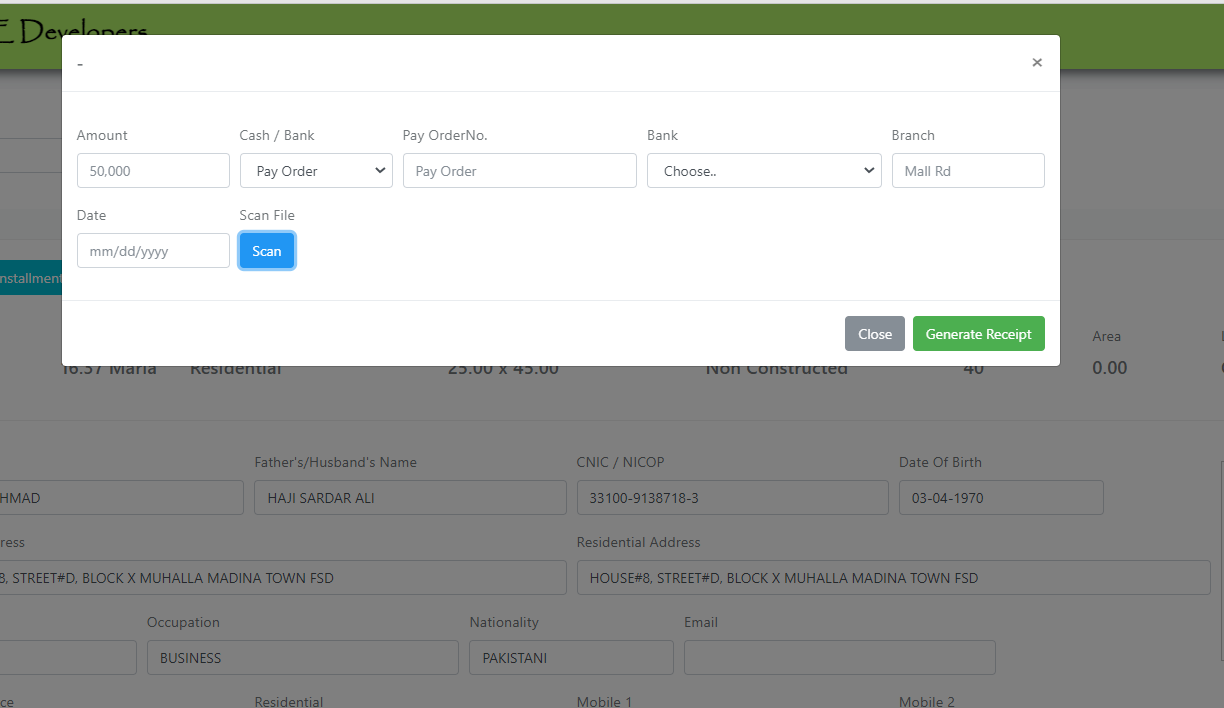 E Developers
-
×
Amount Cash / Bank Pay OrderNo. Bank Branch
50,000 Pay Order Pay Order Choose.. Mall Rd
Date Scan File
mm/dd/yyyy Scan
nstallment
Close Generate Receipt
Area
16.37 Marla Residential 25.00 x 45.00 Non Constructed 40 0.00
Father's/Husband's Name CNIC / NICOP Date Of Birth
HMAD HAJI SARDAR ALI 33100-9138718-3 03-04-1970
ress Residential Address
8, STREET#D, BLOCK X MUHALLA MADINA TOWN FSD HOUSE#8, STREET#D, BLOCK X MUHALLA MADINA TOWN FSD
Occupation Nationality Email
BUSINESS PAKISTANI
ce Residential Mobile 1 Mobile 2